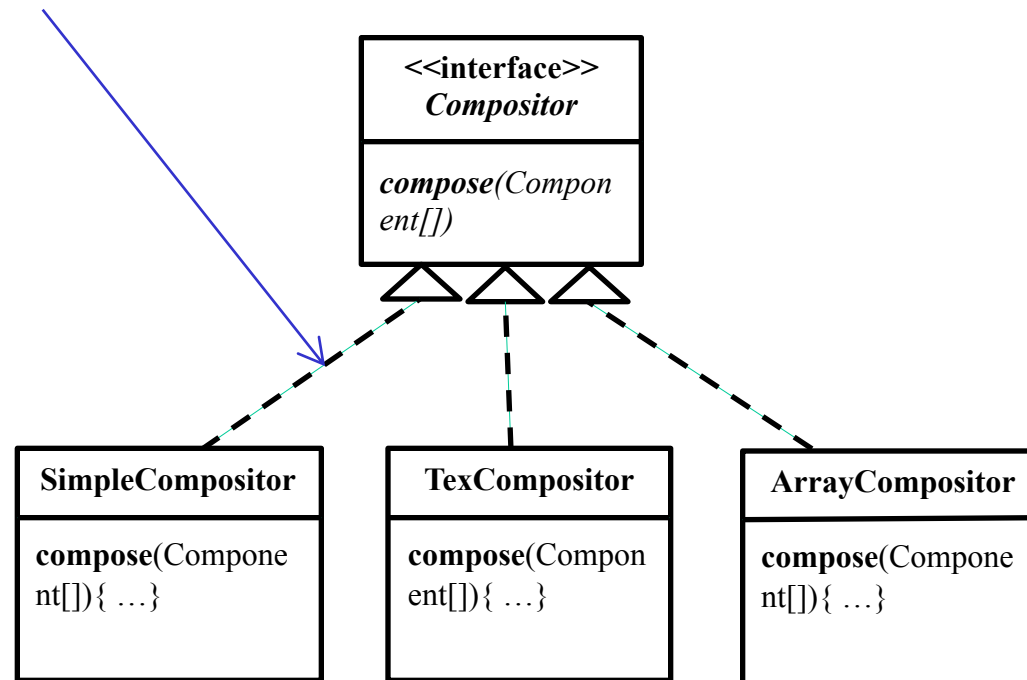 <<interface>>
Compositor
compose(Compon
ent[])
SimpleCompositor
compose(Compone
nt[]){ …}
TexCompositor
compose(Compon
ent[]){ …}
ArrayCompositor
compose(Compone
nt[]){ …}